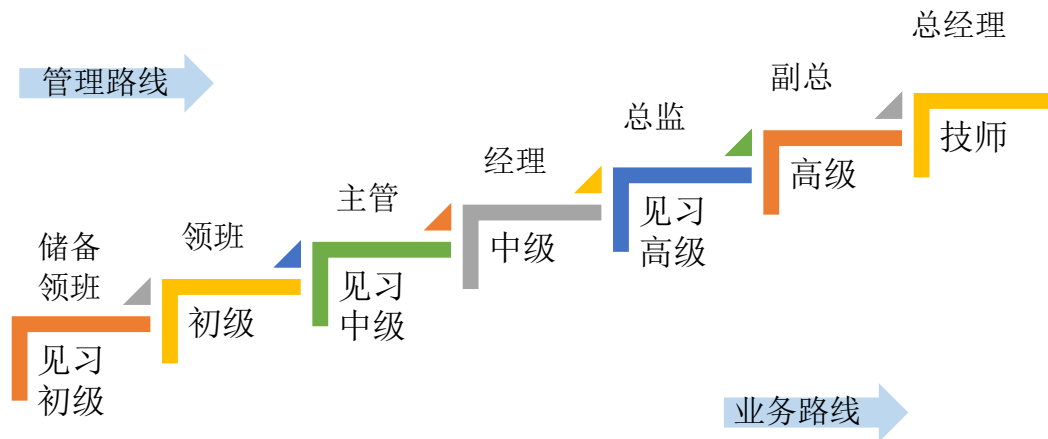 总经理
管理路线
副总
总监
技师
经理
高级
主管
见习
高级
领班
中级
储备
领班
见习
中级
初级
见习
初级
业务路线